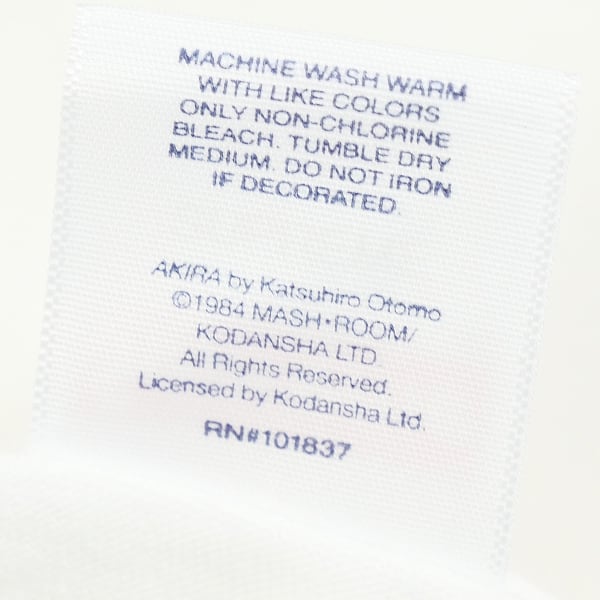 MACHINE WASH WARM
WITH LIKE COLORS
ONLY NON-CHLORINE
BLEACH. TUMBLE DRY
MEDIUM. DO NOT IRON
IF DECORATED.
AKIRA by Katsuhiro Otomo
©1984 MASH•ROOM/
KODANSHA LTD.
All Rights Reserved.
Licensed by Kodansha Ltd.
RN#101837